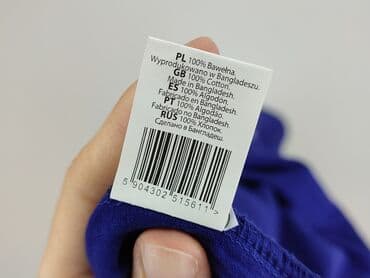 PL 100% Bawełna.
Wyprodukowano w Bangladeszu.
GB 100% Cotton.
Made in Bangladesh.
ES 100% Algodón.
Fabricado en Bangladesh.
PT 100% Algodão.
Fabricado no Bangladesh.
RUS 100% Хлопок.
Сделано в Бангладеш.
5 904302 515611 >